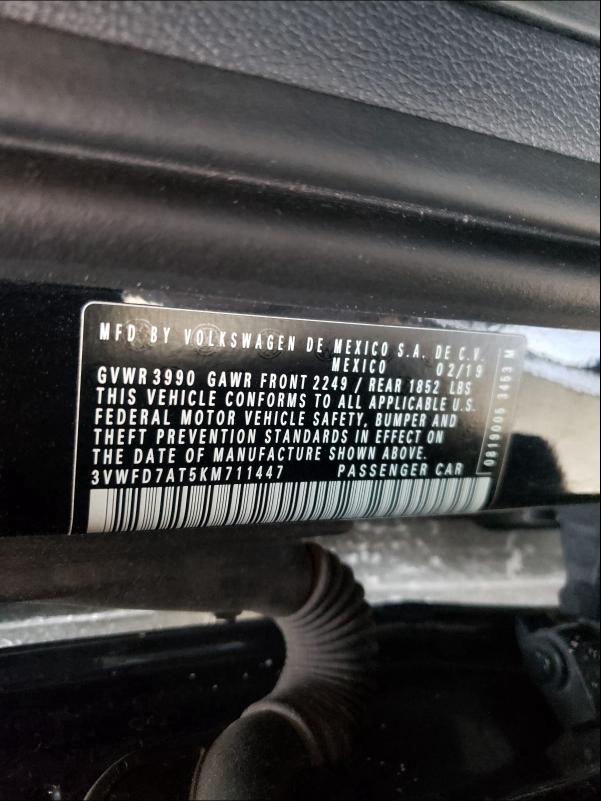 MFD BY VOLKSWAGEN DE MEXICO S.A. DE C.V.
MEXICO 02/19
GVWR 3990 GAWR FRONT 2249 / REAR 1852 LBS
THIS VEHICLE CONFORMS TO ALL APPLICABLE U.S.
FEDERAL MOTOR VEHICLE SAFETY, BUMPER AND
THEFT PREVENTION STANDARDS IN EFFECT ON
THE DATE OF MANUFACTURE SHOWN ABOVE.
3VWFD7AT5KM711447 PASSENGER CAR
0819005 3453 M